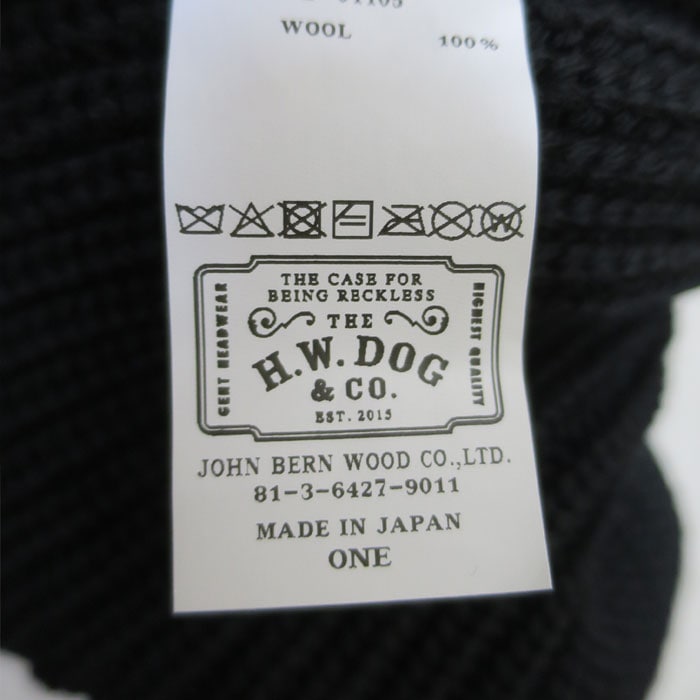 WOOL 100%
THE CASE FOR
BEING RECKLESS
THE
H.W. DOG
& CO.
EST. 2015
GENT HEADWEAR
HIGHEST QUALITY
JOHN BERN WOOD CO.,LTD.
81-3-6427-9011
MADE IN JAPAN
ONE